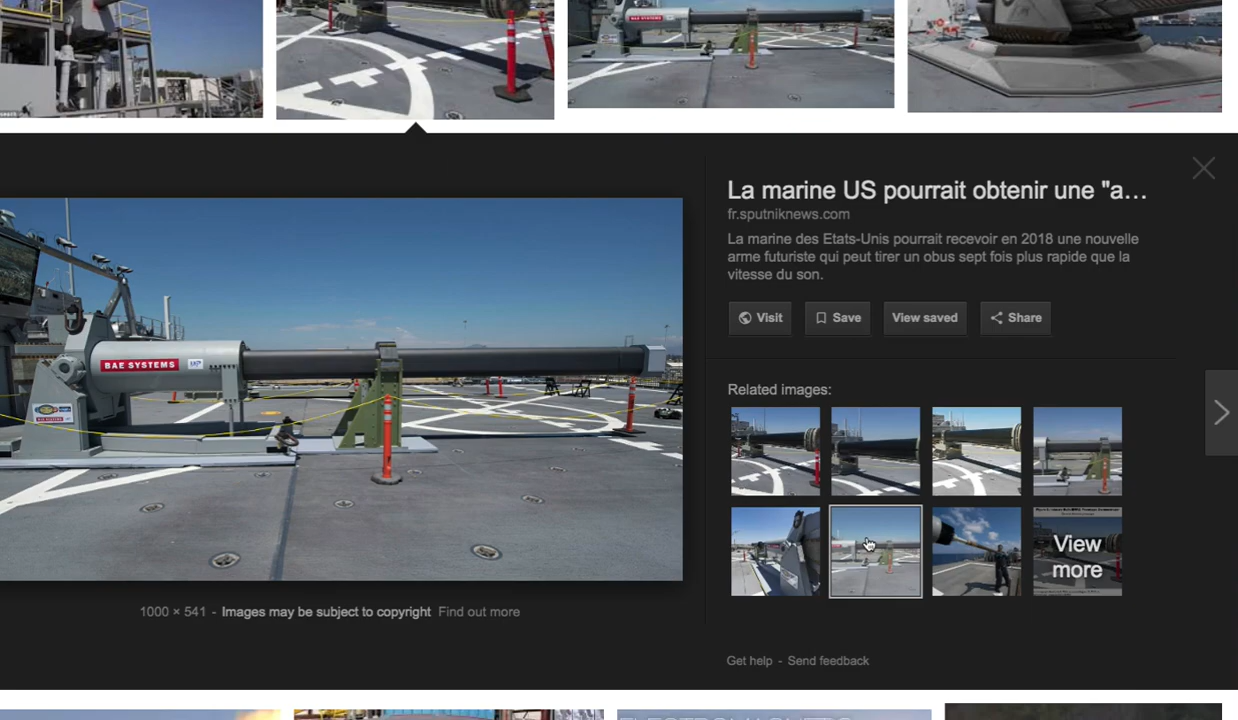 BAE SYSTEMS
La marine US pourrait obtenir une "a…
fr.sputniknews.com
La marine des Etats-Unis pourrait recevoir en 2018 une nouvelle
arme futuriste qui peut tirer un obus sept fois plus rapide que la
vitesse du son.
Visit
Save
View saved
Share
BAE SYSTEMS
Related images:
View
more
1000 × 541 - Images may be subject to copyright Find out more
Get help - Send feedback